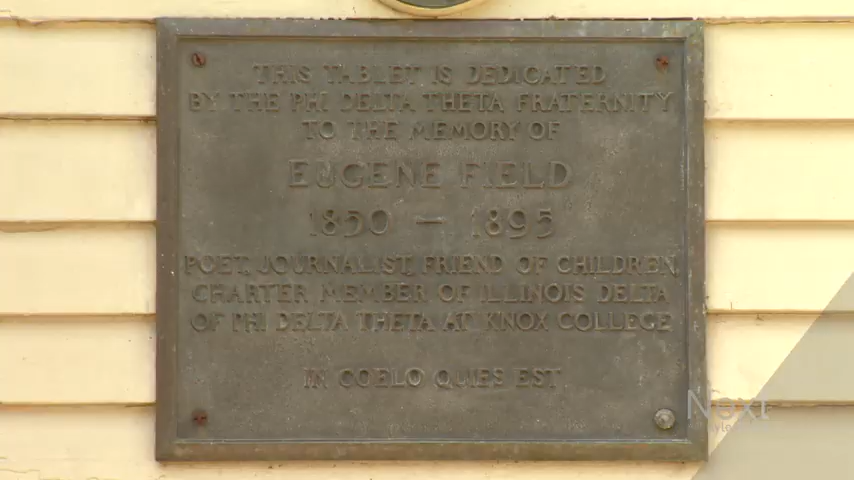 THIS TABLET IS DEDICATED
BY THE PHI DELTA THETA FRATERNITY
TO THE MEMORY OF
EUGENE FIELD
1850 — 1895
POET, JOURNALIST, FRIEND OF CHILDREN,
CHARTER MEMBER OF ILLINOIS DELTA
OF PHI DELTA THETA AT KNOX COLLEGE
IN COELO QUIES EST
Next